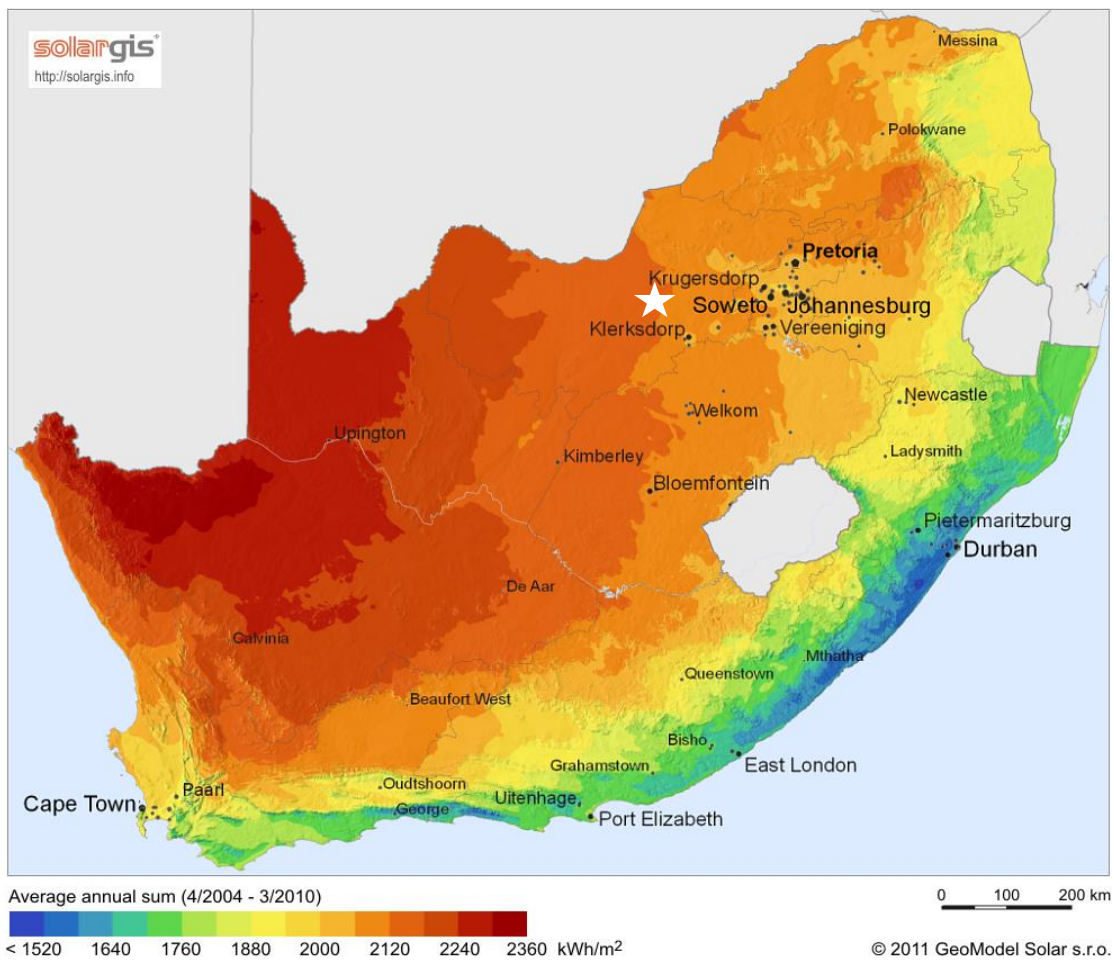 solargis
http://solargis.info
Messina
Polokwane
Pretoria
Krugersdorp
Soweto
Johannesburg
Klerksdorp
Vereeniging
Newcastle
Welkom
Upington
Kimberley
Ladysmith
Bloemfontein
Pietermaritzburg
Durban
De Aar
Calvinia
Mthatha
Queenstown
Beaufort West
Bisho
East London
Grahamstown
Oudtshoorn
Paarl
Uitenhage
Cape Town
George
Port Elizabeth
Average annual sum (4/2004 - 3/2010)
0 100 200 km
< 1520 1640 1760 1880 2000 2120 2240 2360 kWh/m²
© 2011 GeoModel Solar s.r.o.